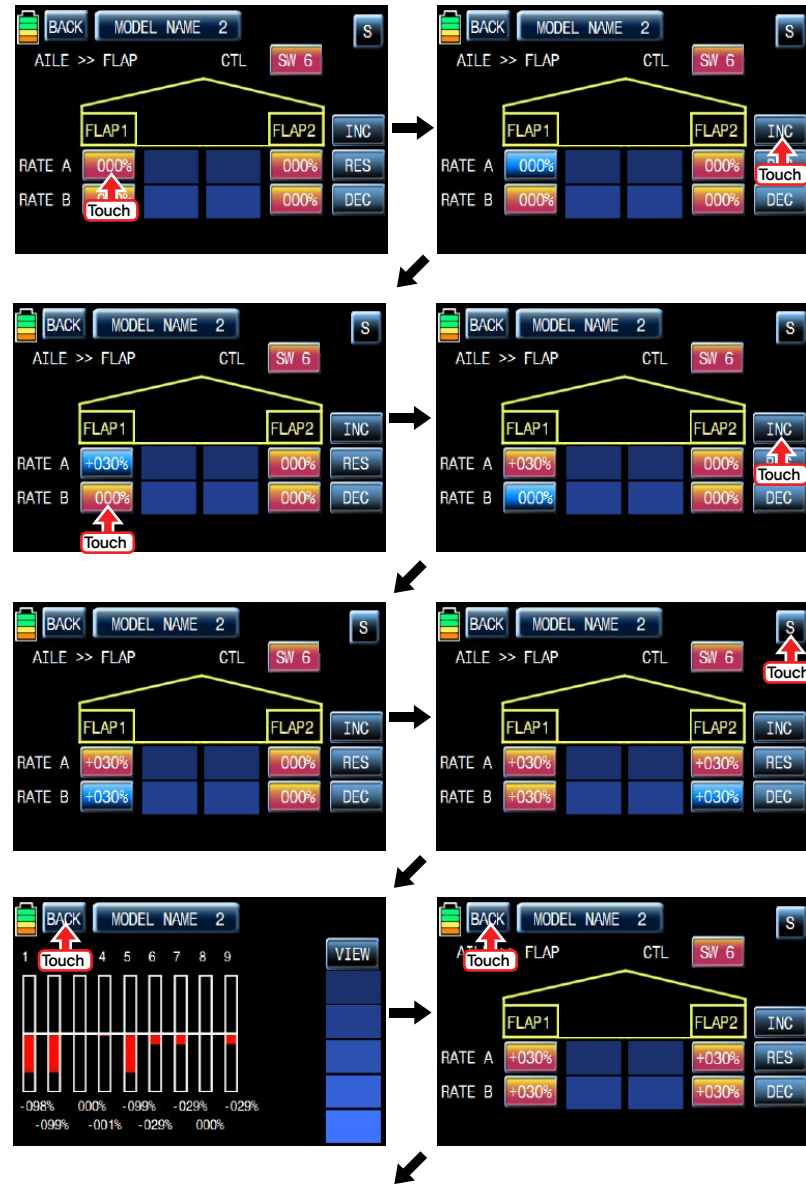 BACK MODEL NAME 2 S
AILE >> FLAP CTL SW 6
FLAP1 FLAP2 INC
RATE A 000% 000% RES
RATE B 000% DEC
Touch
BACK MODEL NAME 2 S
AILE >> FLAP CTL SW 6
FLAP1 FLAP2 INC
RATE A 000% 000%
Touch
RATE B 000% 000% DEC
BACK MODEL NAME 2 S
AILE >> FLAP CTL SW 6
FLAP1 FLAP2 INC
RATE A +030% 000% RES
RATE B 000% 000% DEC
Touch
BACK MODEL NAME 2 S
AILE >> FLAP CTL SW 6
FLAP1 FLAP2 INC
RATE A +030% 000%
Touch
RATE B 000% 000% DEC
BACK MODEL NAME 2 S
AILE >> FLAP CTL SW 6
FLAP1 FLAP2 INC
RATE A +030% 000% RES
RATE B +030% 000% DEC
BACK MODEL NAME 2 S
Touch
AILE >> FLAP CTL SW 6
FLAP1 FLAP2 INC
RATE A +030% +030% RES
RATE B +030% +030% DEC
BACK MODEL NAME 2
Touch
1 4 5 6 7 8 9 VIEW
-098% 000% -099% -029% -029%
-099% -001% -029% 000%
BACK MODEL NAME 2 S
Touch
FLAP CTL SW 6
FLAP1 FLAP2 INC
RATE A +030% +030% RES
RATE B +030% +030% DEC